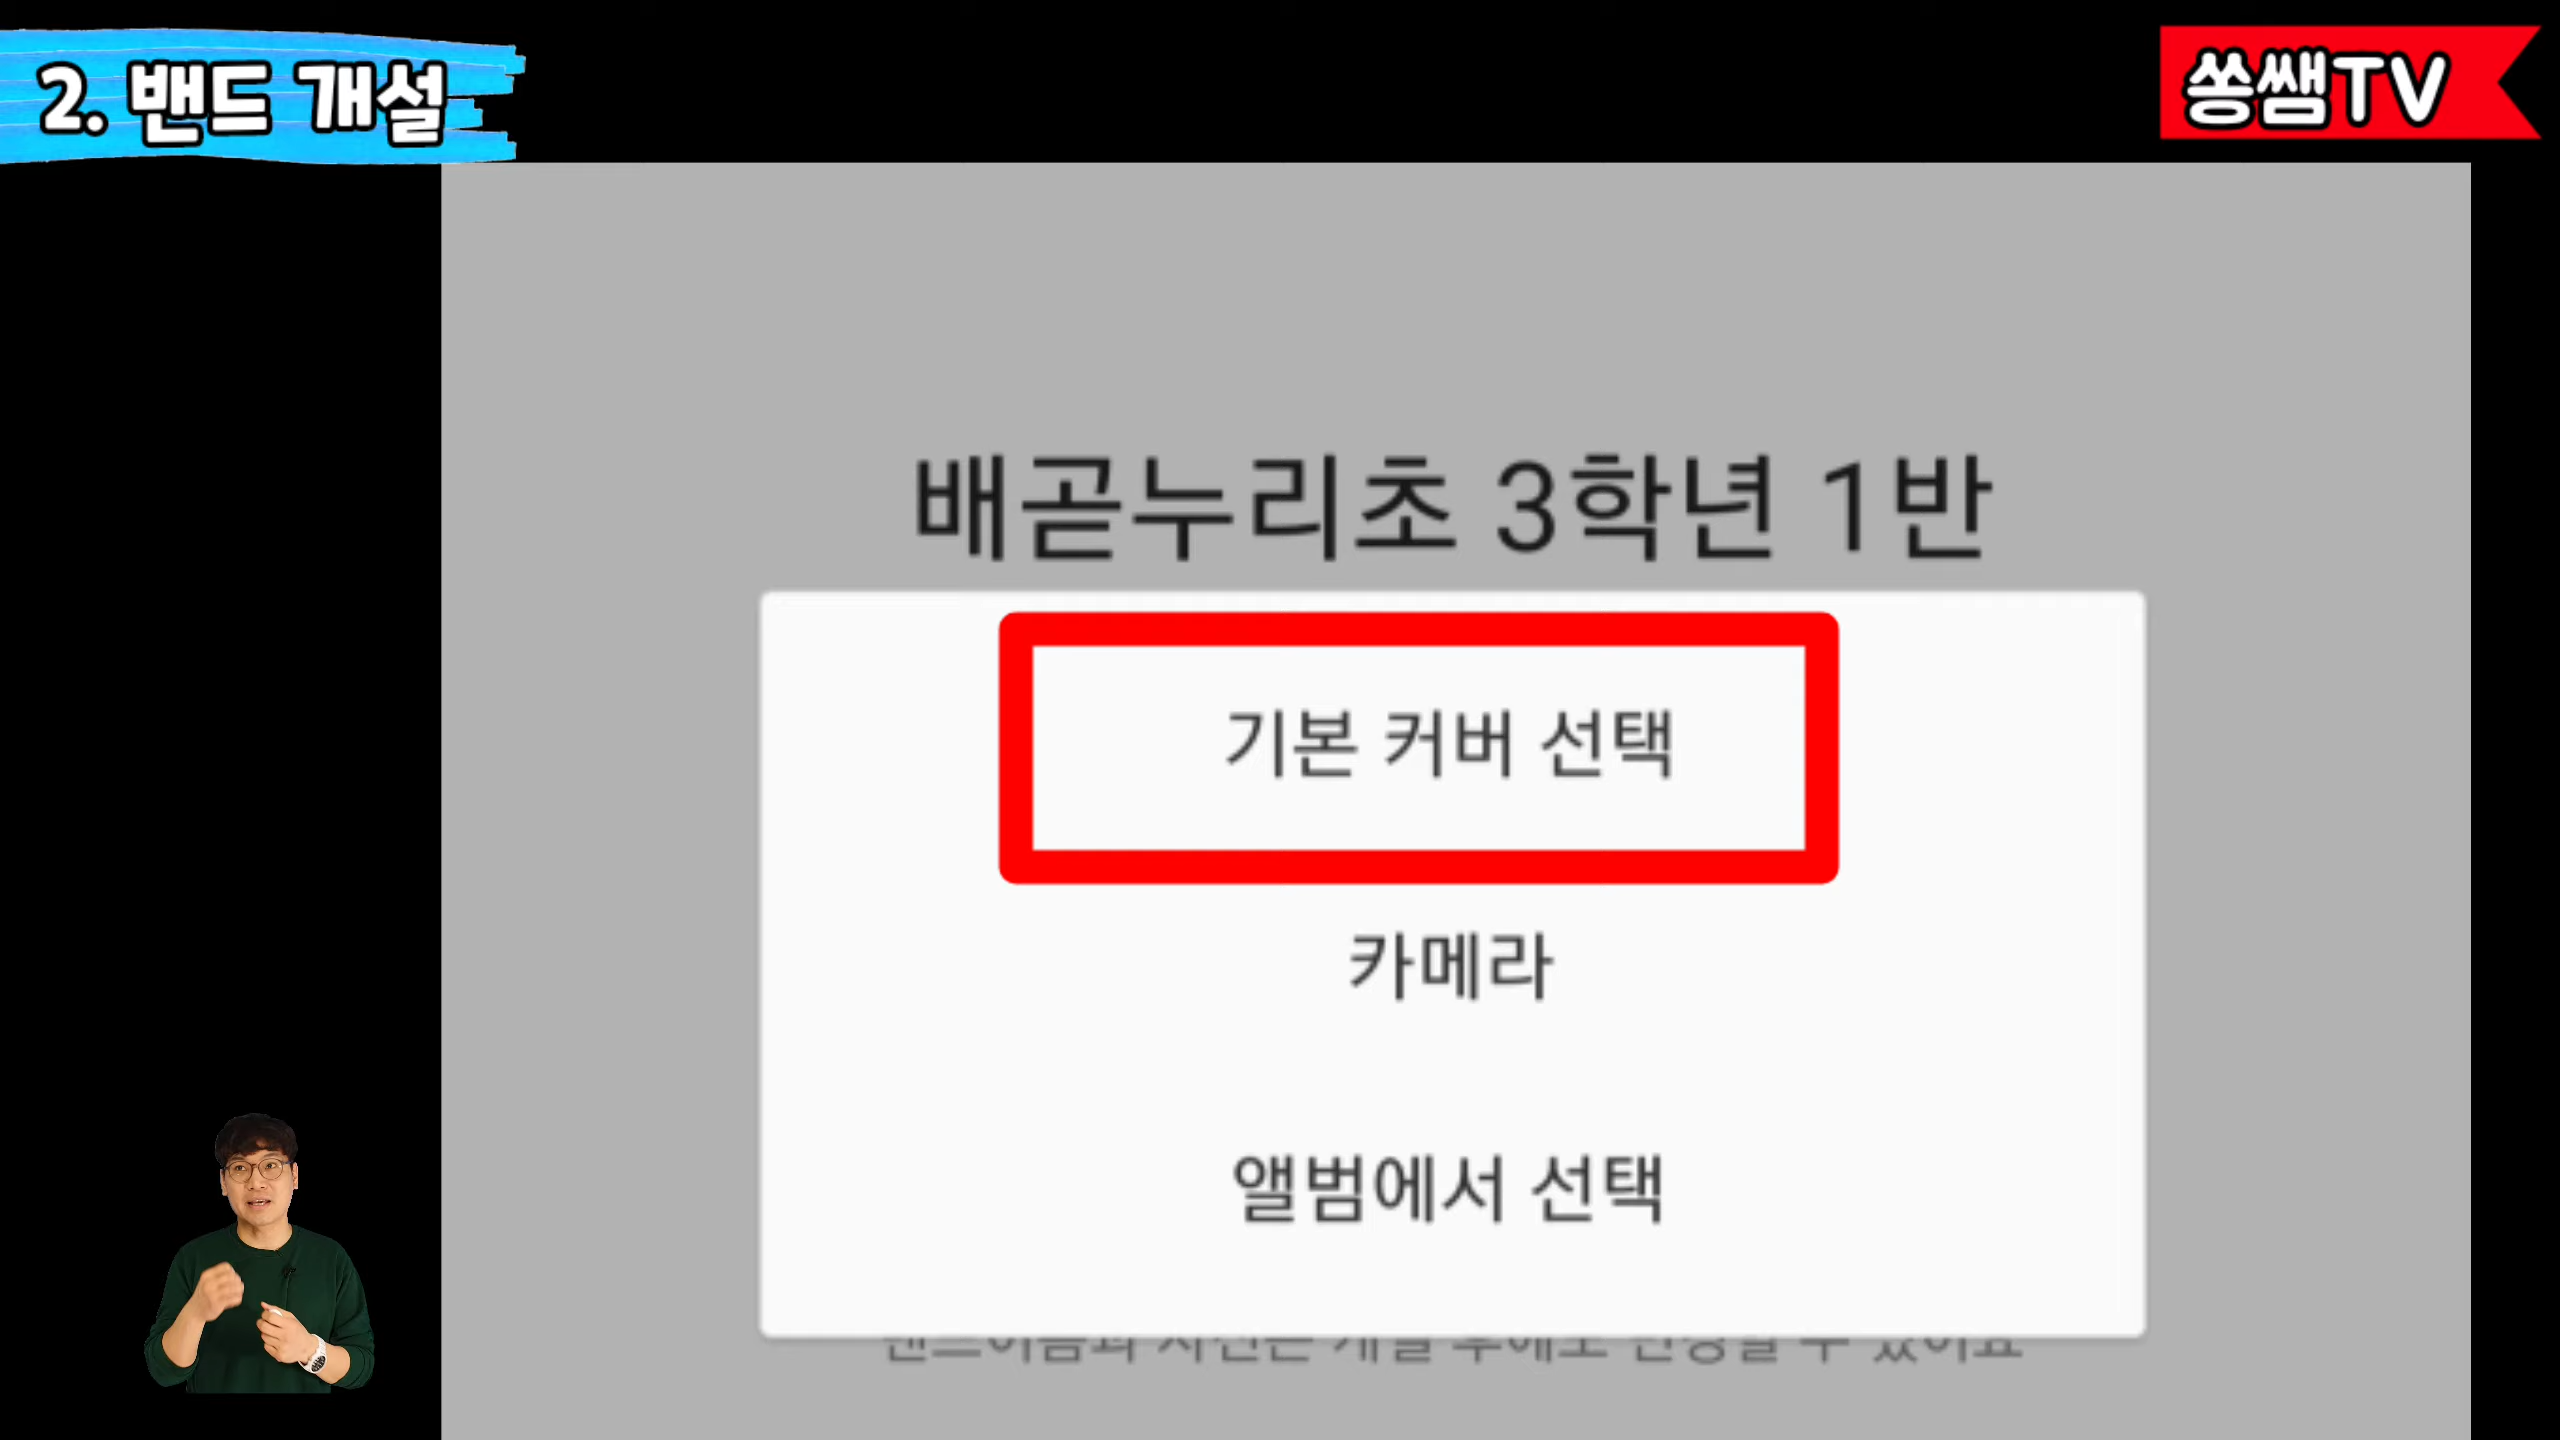 2. 밴드 개설
쏭쌤TV
배곧누리초 3학년 1반
기본 커버 선택
카메라
앨범에서 선택